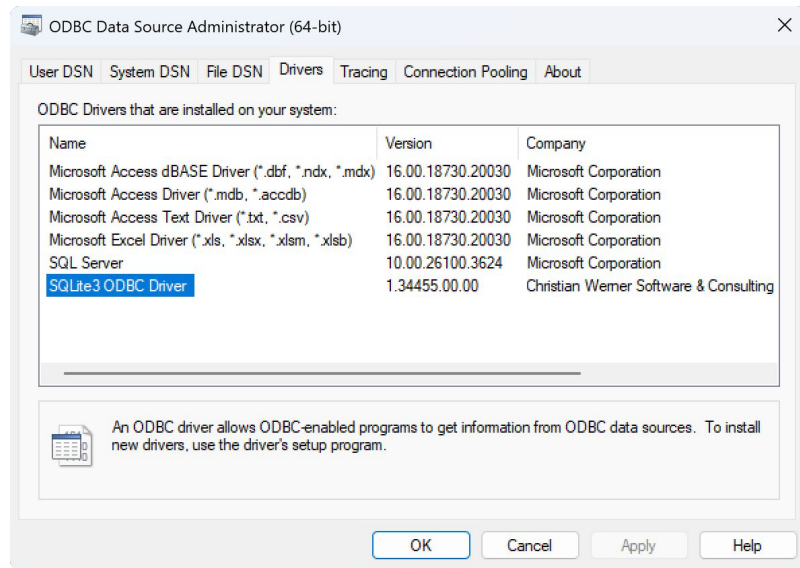 ODBC Data Source Administrator (64-bit)
User DSN System DSN File DSN Drivers Tracing Connection Pooling About
ODBC Drivers that are installed on your system:
Name Version Company
Microsoft Access dBASE Driver (*.dbf, *.ndx, *.mdx) 16.00.18730.20030 Microsoft Corporation
Microsoft Access Driver (*.mdb, *.accdb) 16.00.18730.20030 Microsoft Corporation
Microsoft Access Text Driver (*.txt, *.csv) 16.00.18730.20030 Microsoft Corporation
Microsoft Excel Driver (*.xls, *.xlsx, *.xlsm, *.xlsb) 16.00.18730.20030 Microsoft Corporation
SQL Server 10.00.26100.3624 Microsoft Corporation
SQLite3 ODBC Driver 1.34455.00.00 Christian Werner Software & Consulting
An ODBC driver allows ODBC-enabled programs to get information from ODBC data sources. To install
new drivers, use the driver's setup program.
OK Cancel Apply Help